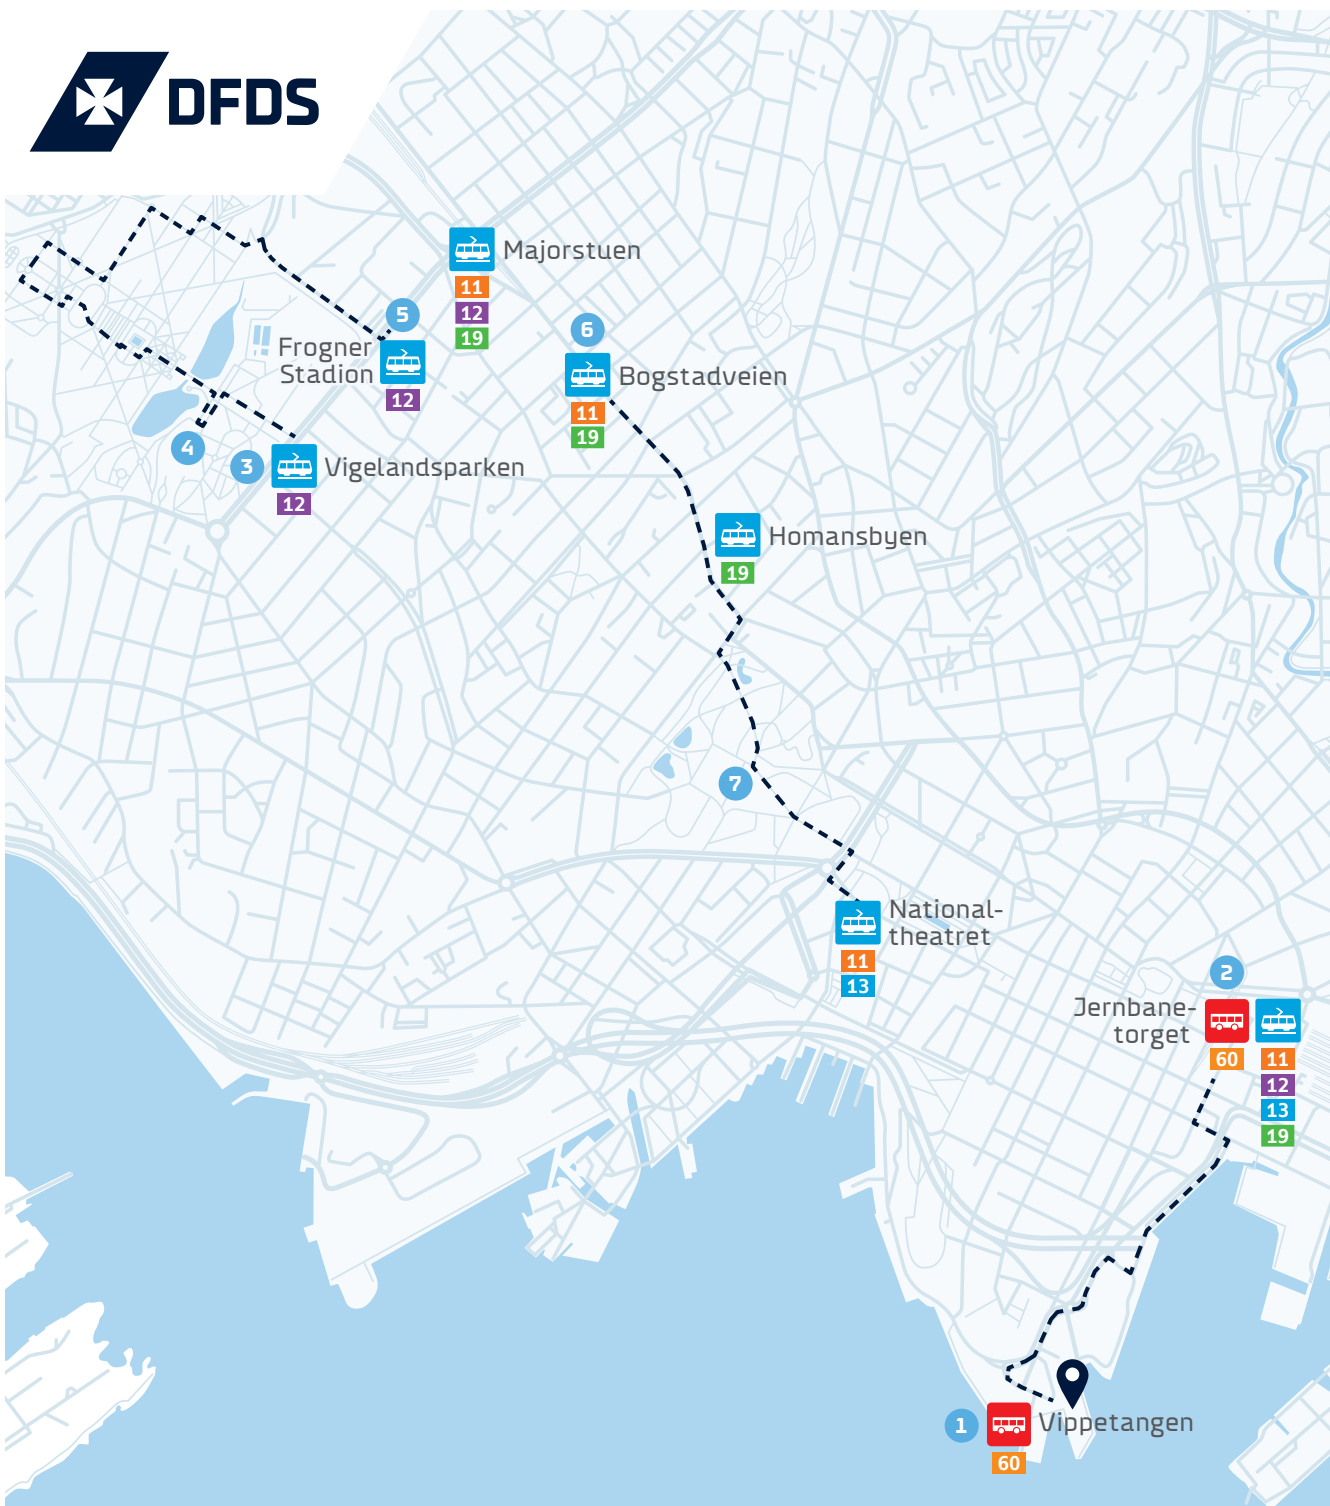 DFDS
Majorstuen
11
12
19
5
Frogner
Stadion
12
6
Bogstadveien
11
19
4
3
Vigelandsparken
12
Homansbyen
19
7
National-
theatret
11
13
2
Jernbane-
torget
60
11
12
13
19
1
Vippetangen
60